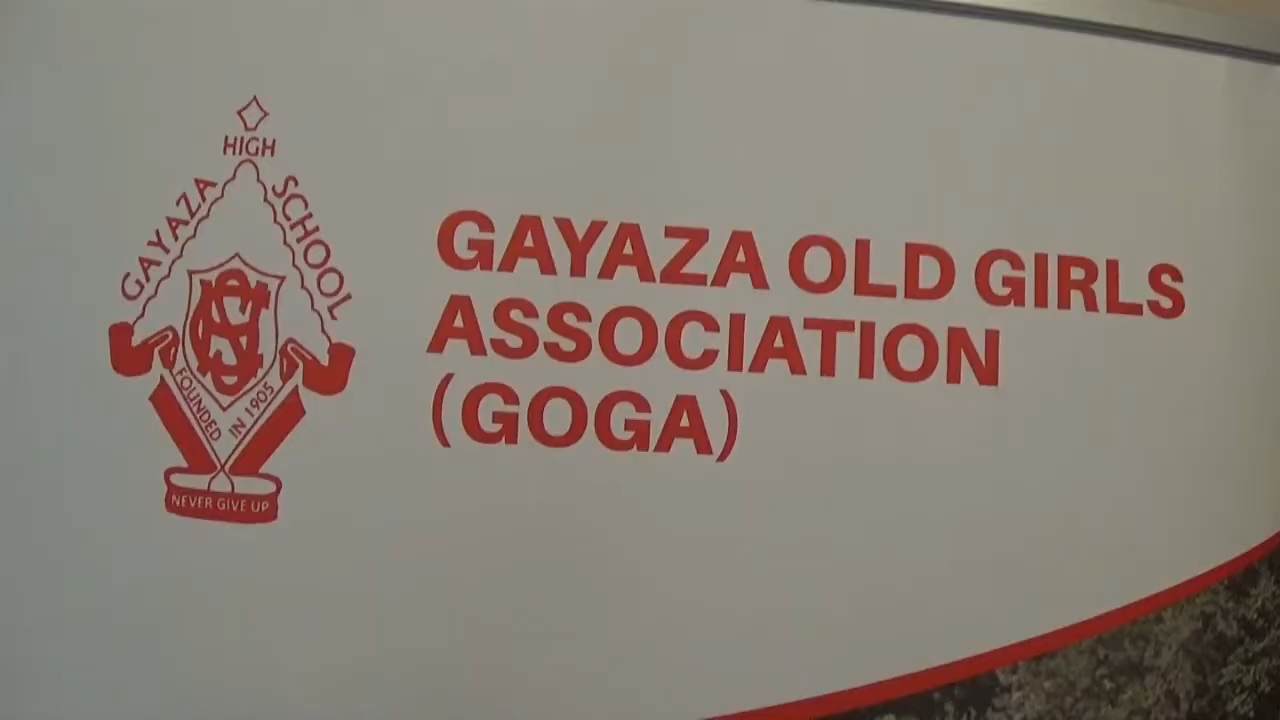 HIGH
GAYAZA SCHOOL
FOUNDED IN 1905
NEVER GIVE UP
GAYAZA OLD GIRLS
ASSOCIATION
(GOGA)